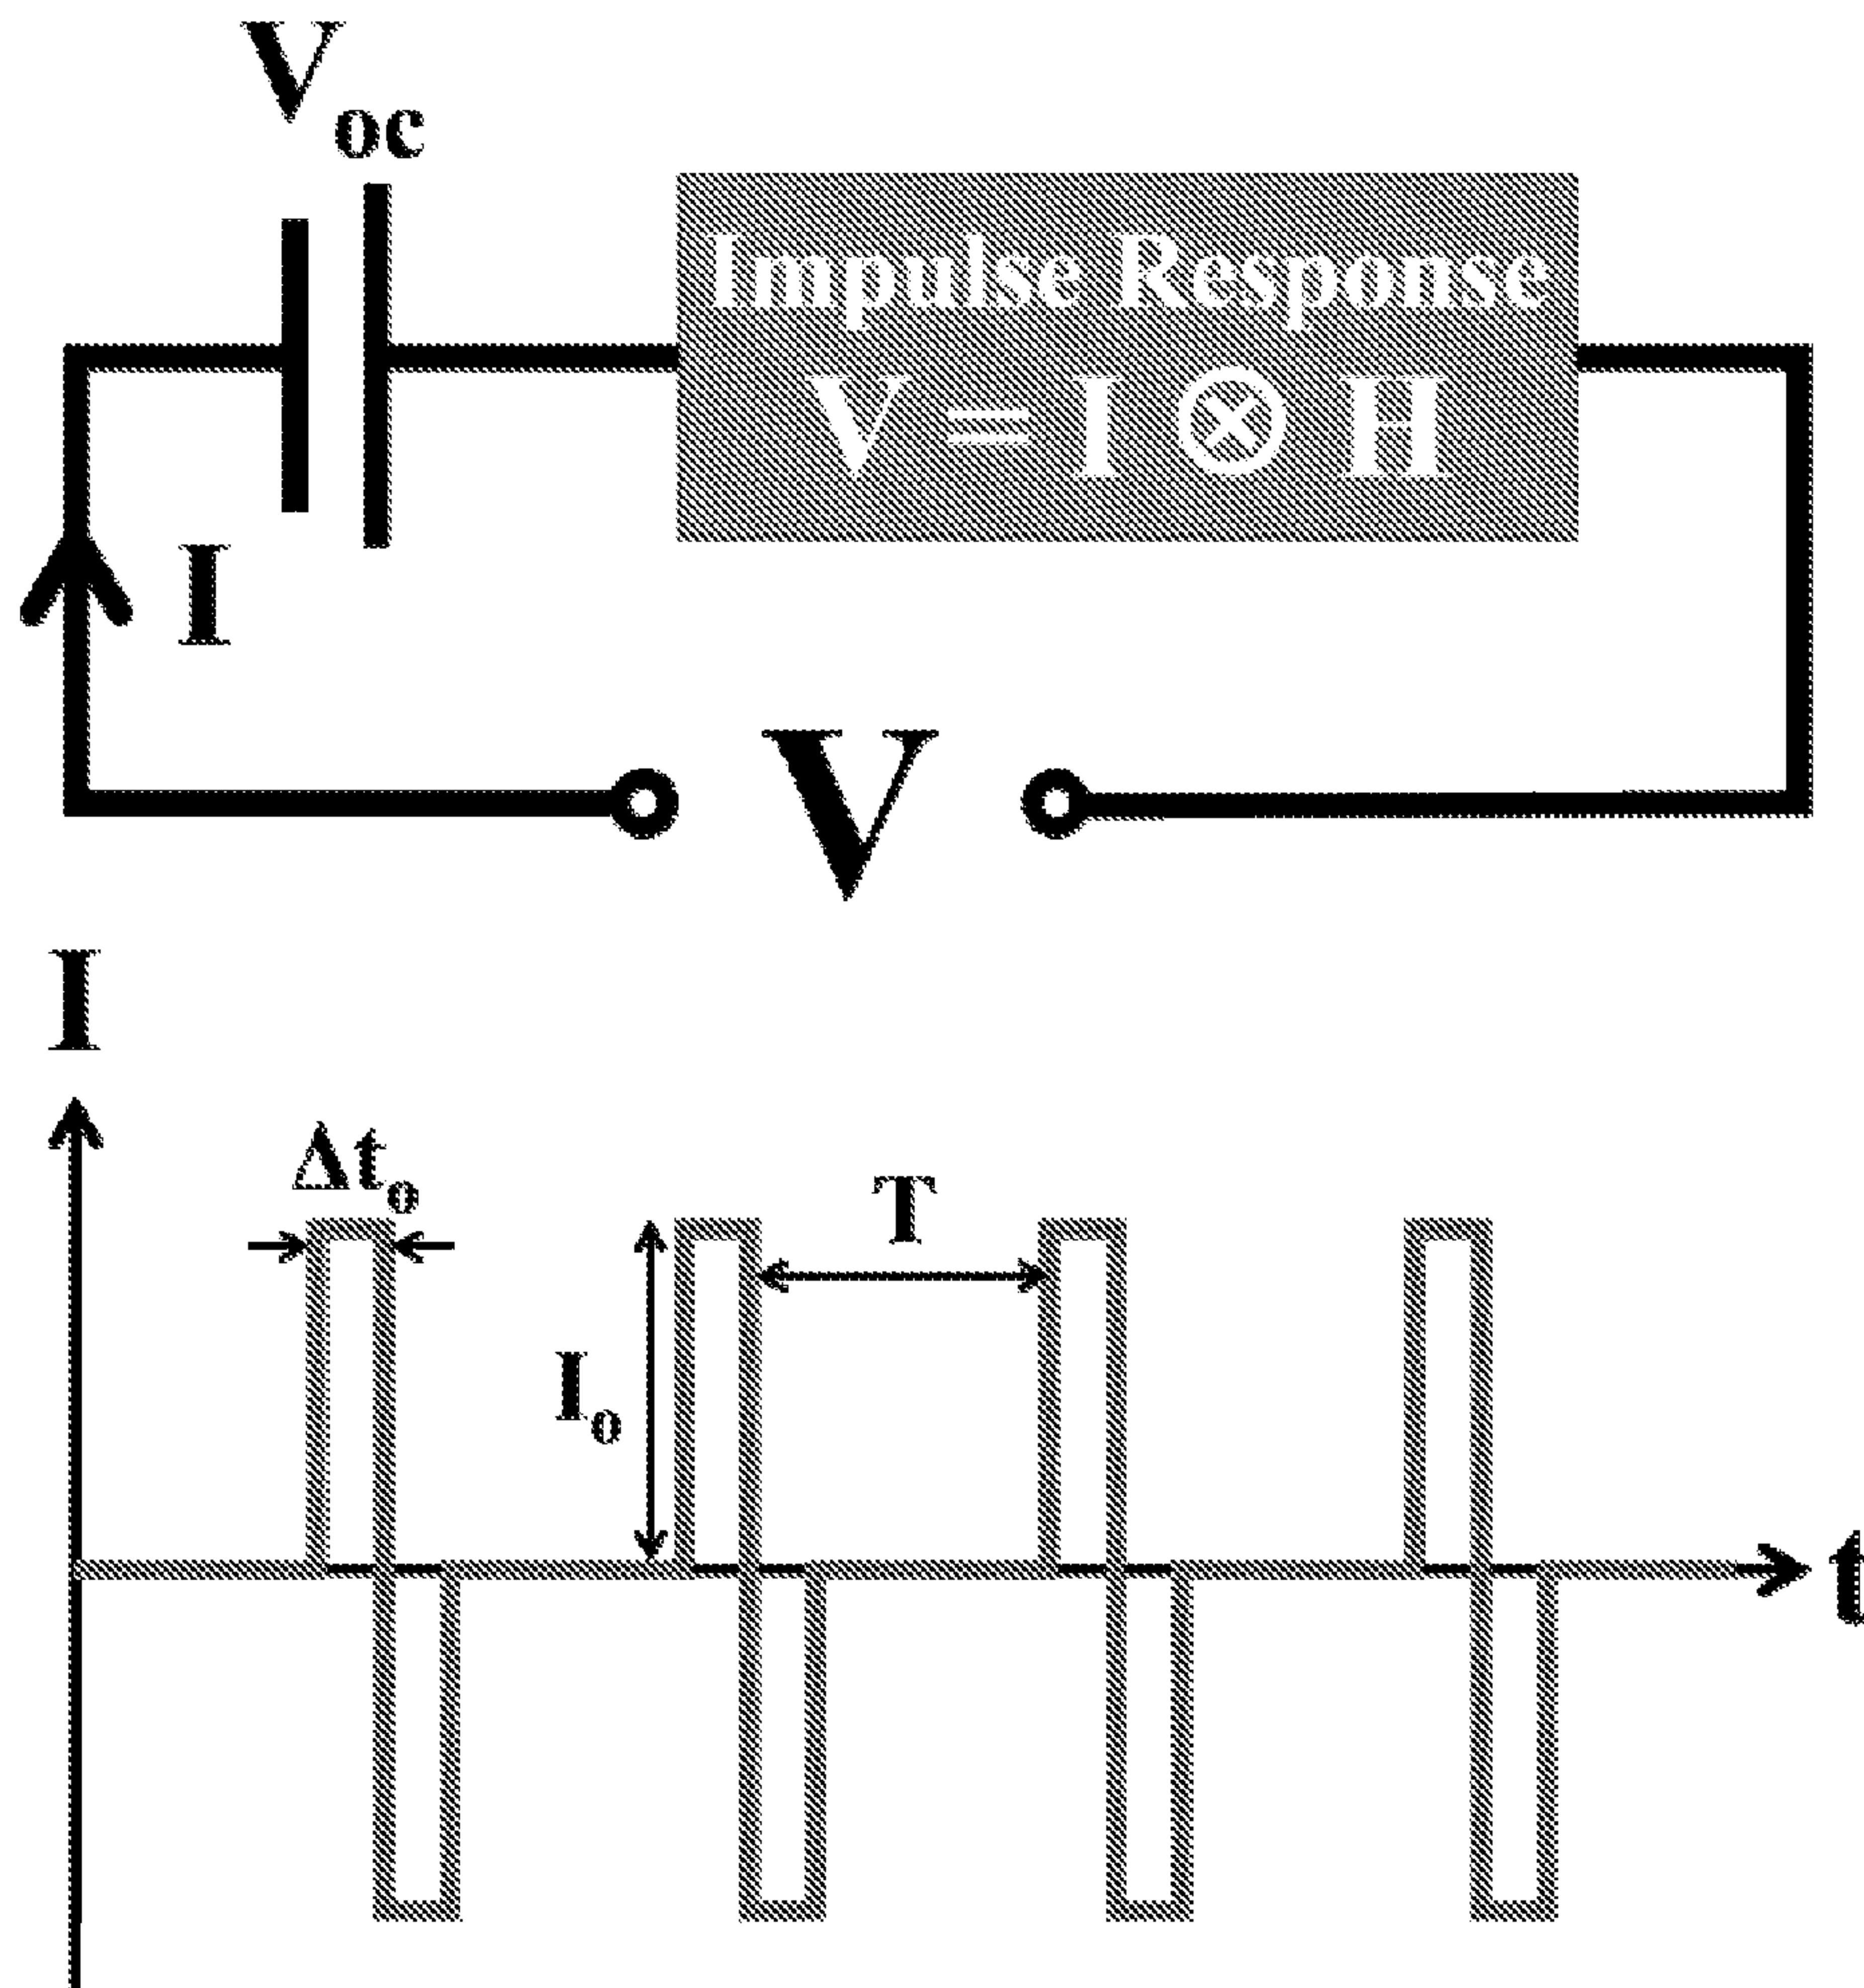 Voc
Impulse Response
V = I ⊗ H
I
V
I
Δto
T
Io
t